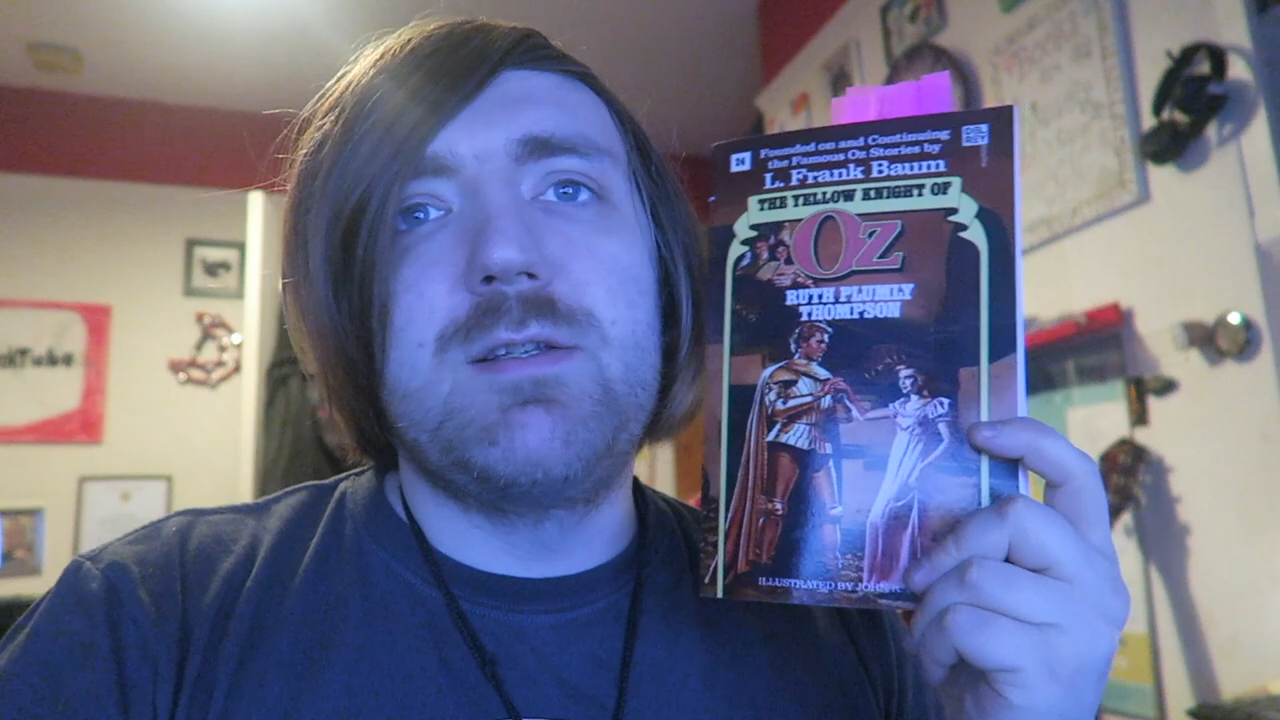 24
Founded on and Continuing
the Famous Oz Stories by
L. Frank Baum
DEL
REY
THE YELLOW KNIGHT OF
Oz
RUTH PLUMLY
THOMPSON
ILLUSTRATED BY JOHN R.